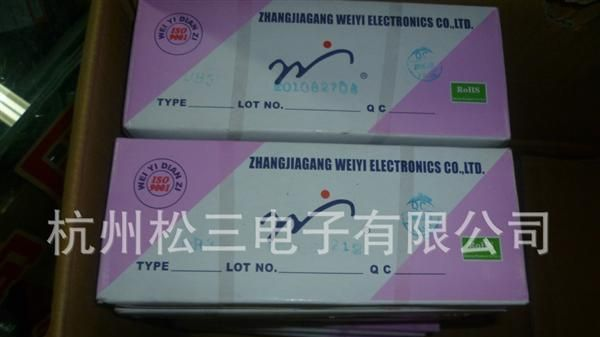 ZHANGJIAGANG WEIYI ELECTRONICS CO.,LTD.
WEI YI DIAN ZI
ISO 9001
®
RoHS
TYPE LOT NO. 201082708 Q C
ZHANGJIAGANG WEIYI ELECTRONICS CO.,LTD.
WEI YI DIAN ZI
ISO 9001
®
杭州松三电子有限公司
TYPE LOT NO. Q C